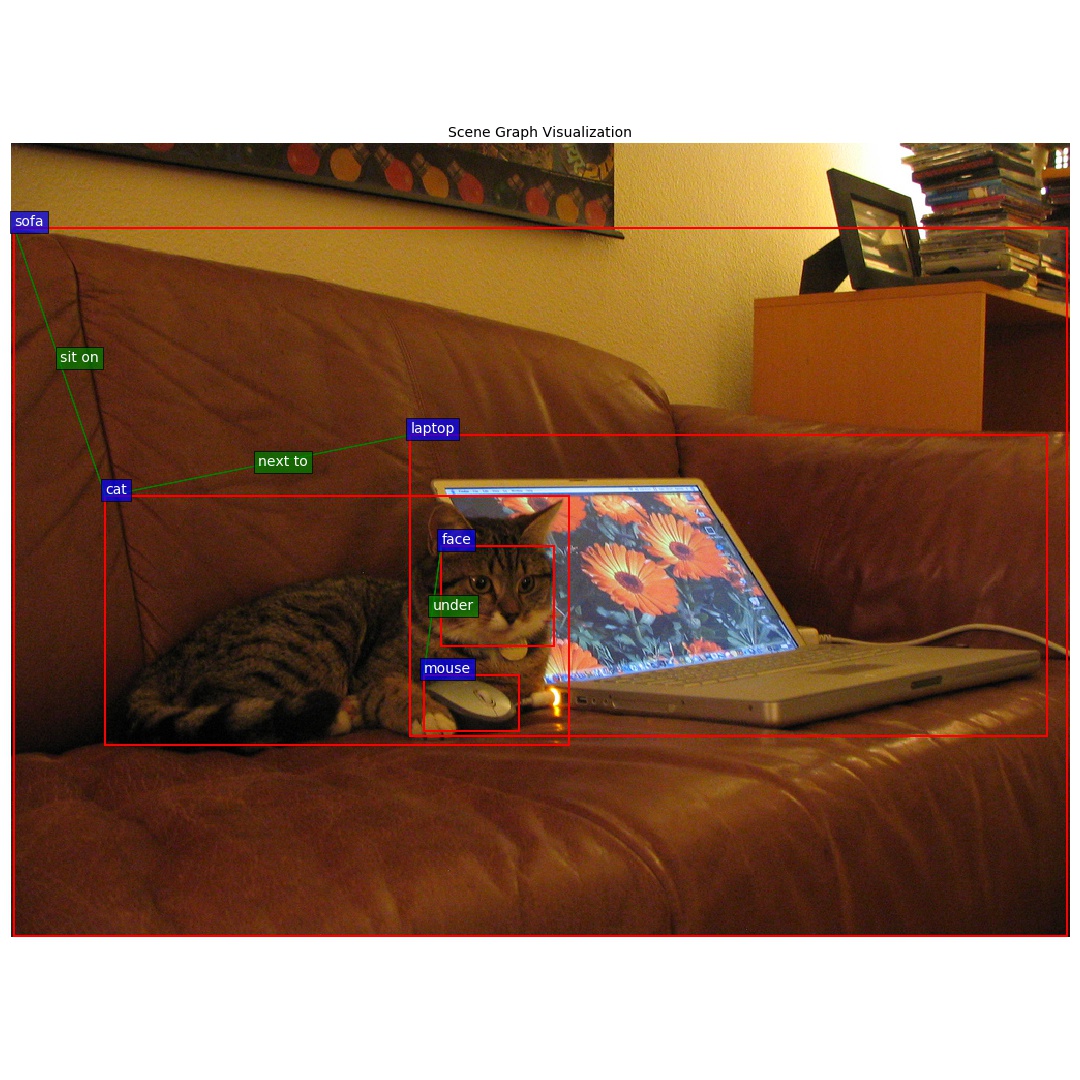 Scene Graph Visualization
sofa
sit on
laptop
next to
cat
face
under
mouse